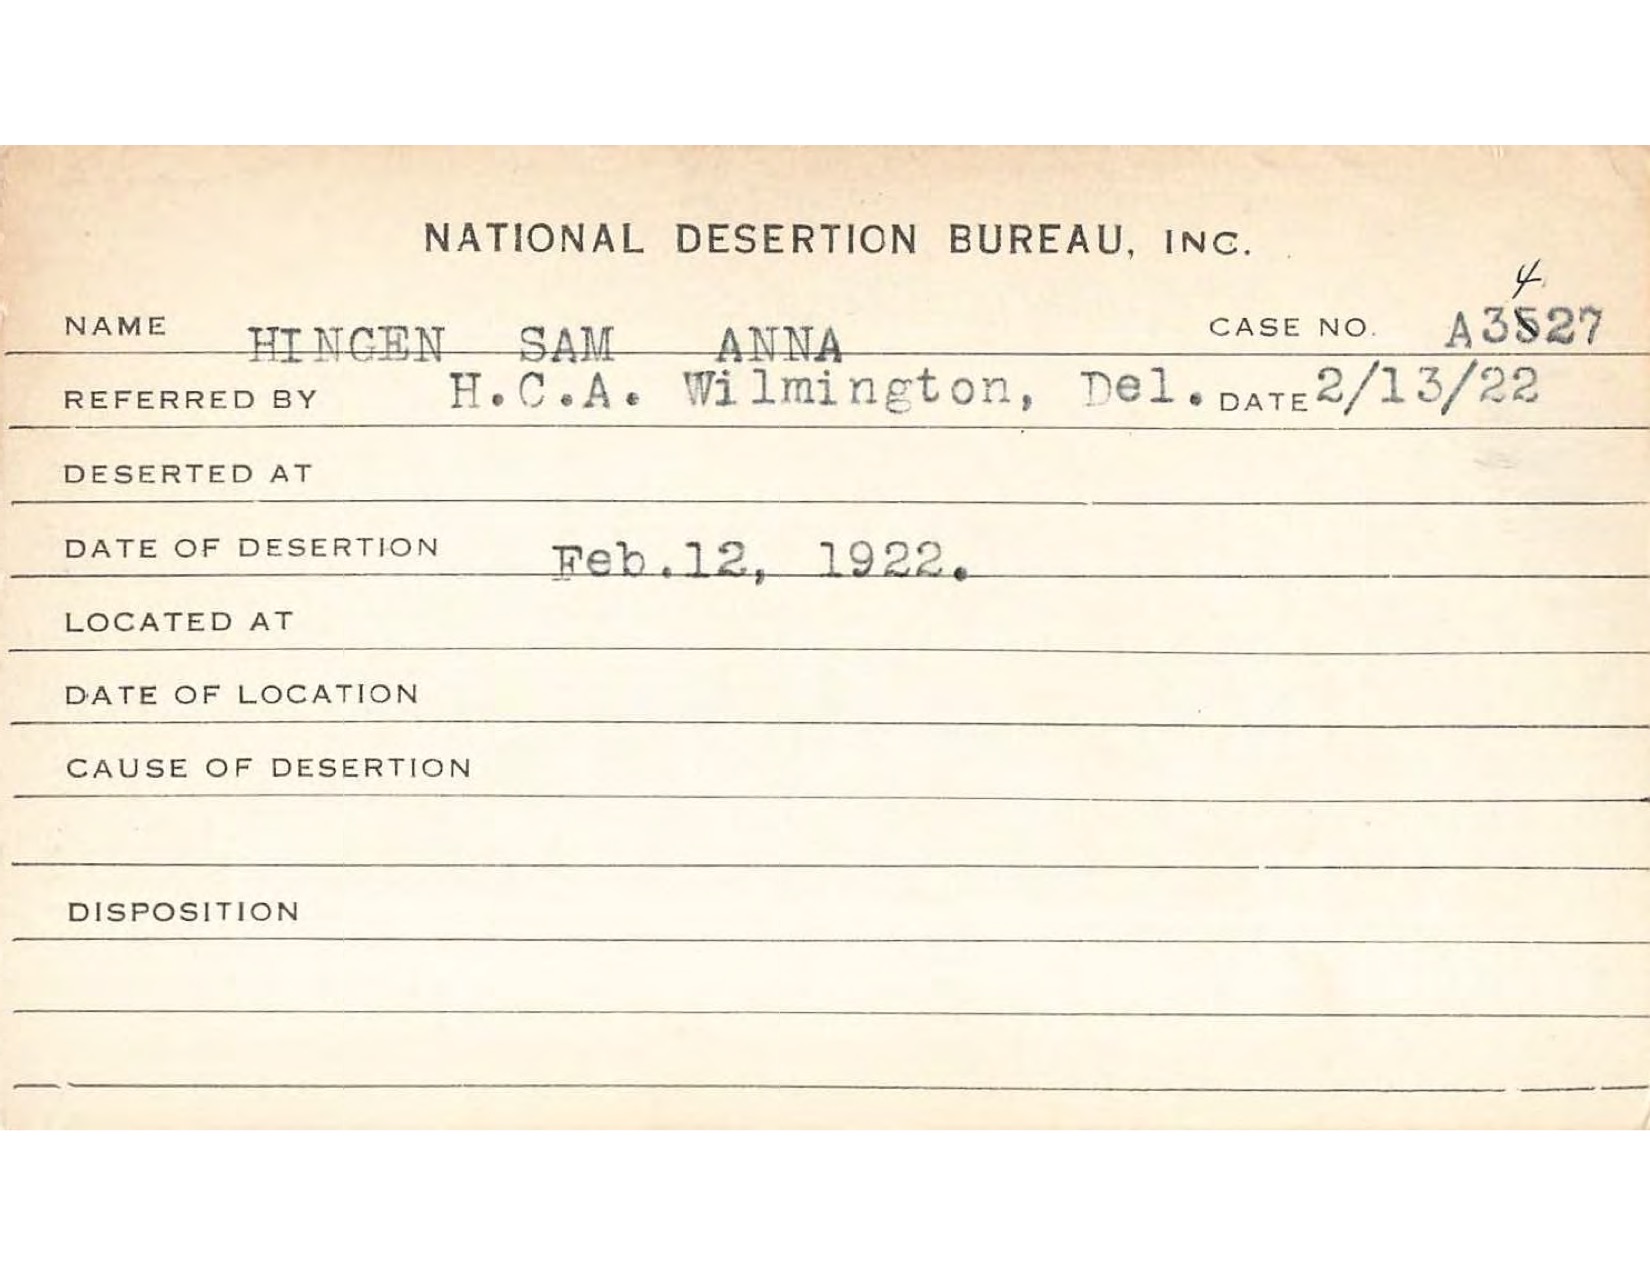 NATIONAL DESERTION BUREAU, INC.
4
NAME HINGEN SAM ANNA CASE NO. A3527
REFERRED BY H.C.A. Wilmington, Del. DATE 2/13/22
DESERTED AT
DATE OF DESERTION Feb.12, 1922.
LOCATED AT
DATE OF LOCATION
CAUSE OF DESERTION
DISPOSITION